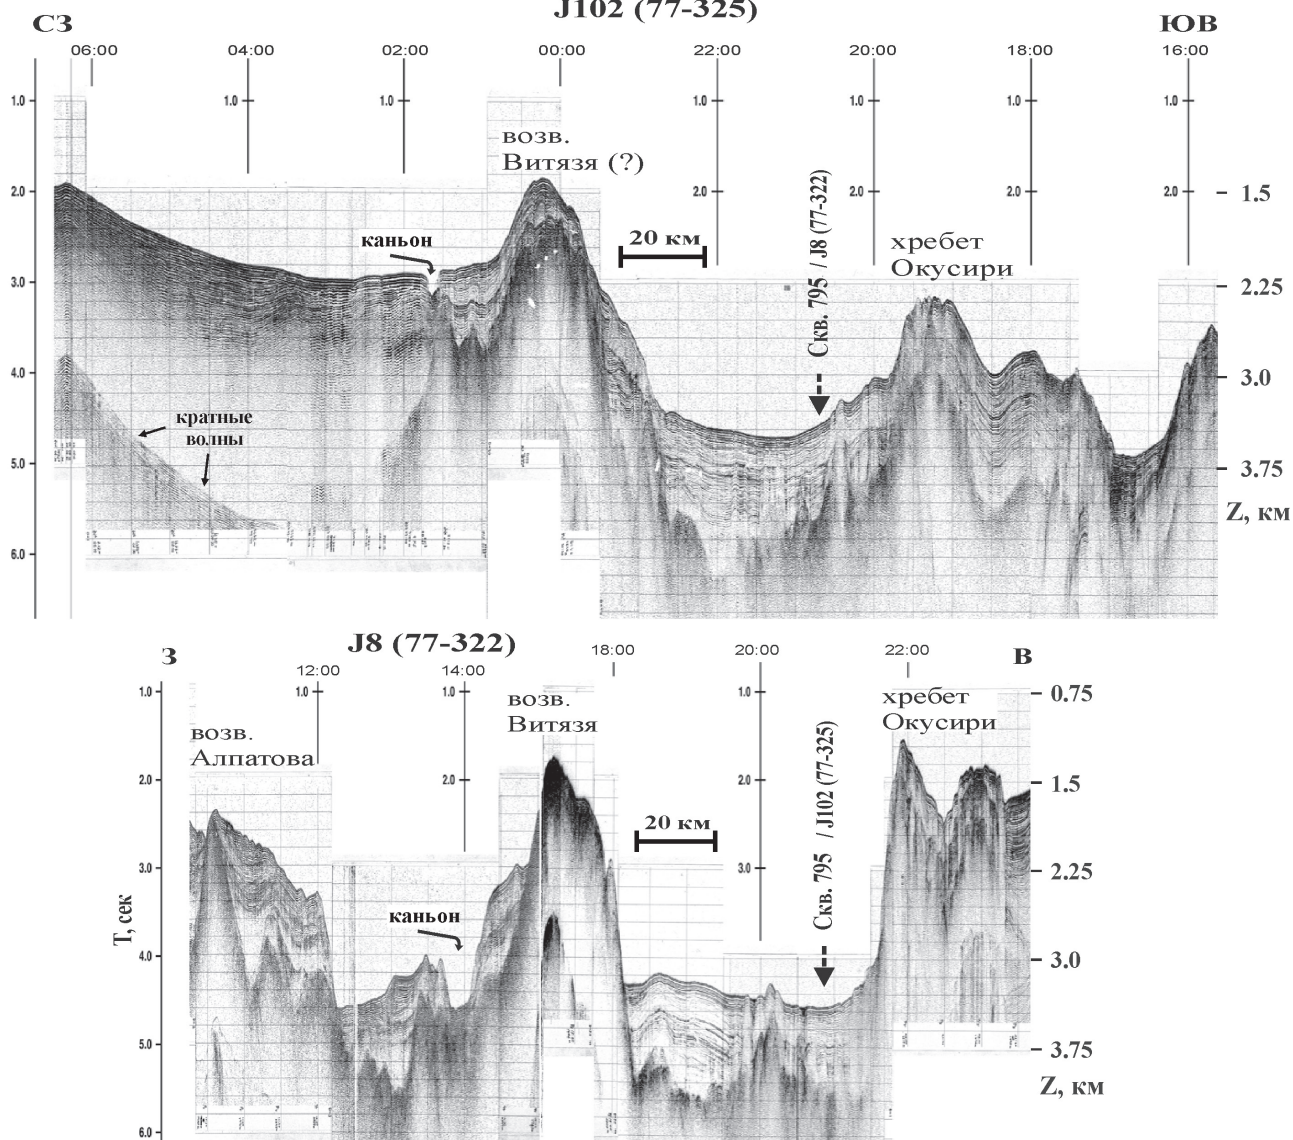 J102 (77-325)
СЗ
ЮВ
06:00 04:00 02:00 00:00 22:00 20:00 18:00 16:00
1.0 1.0 1.0 1.0 1.0 1.0 1.0
возв.
Витязя (?)
2.0 2.0 2.0 2.0 2.0 1.5
Скв. 795 / J8 (77-322)
каньон
20 км
хребет
Окусири
3.0 2.25
4.0 3.0
кратные
волны
5.0 3.75
Z, км
6.0
J8 (77-322)
З
В
12:00 14:00 18:00 20:00 22:00
1.0 1.0 1.0 1.0 0.75
возв.
Витязя
хребет
Окусири
возв.
Алпатова
Скв. 795 / J102 (77-325)
2.0 2.0 2.0 1.5
20 км
3.0 3.0 2.25
каньон
Т, сек
4.0 3.0
5.0 3.75
Z, км
6.0